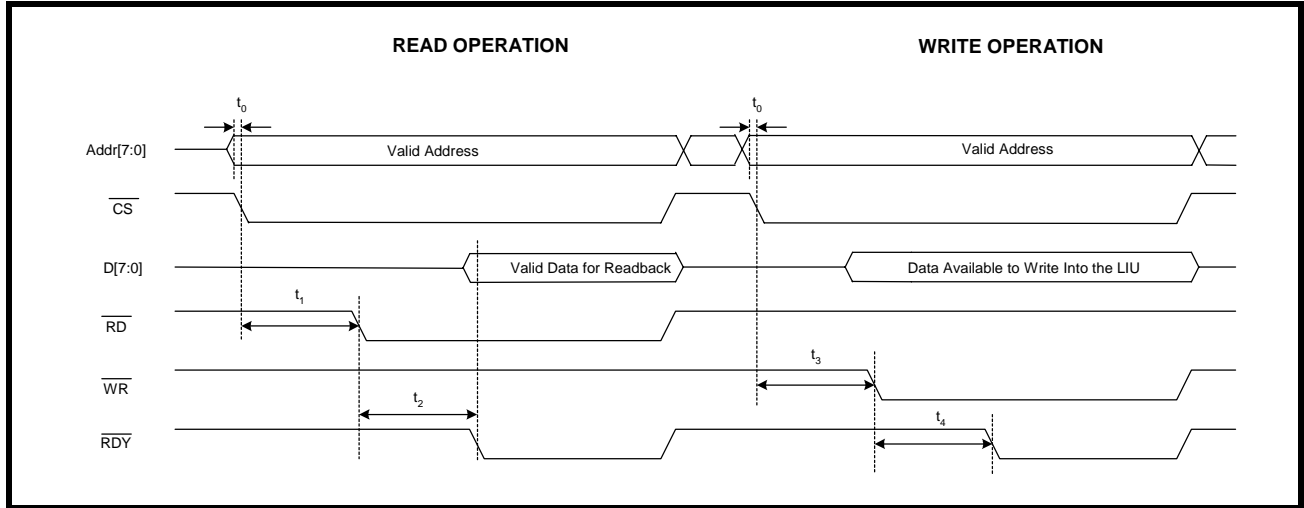 READ OPERATION WRITE OPERATION
t0 t0
Addr[7:0] Valid Address Valid Address
CS
D[7:0] Valid Data for Readback Data Available to Write Into the LIU
t1
RD
t3
WR
t2 t4
RDY